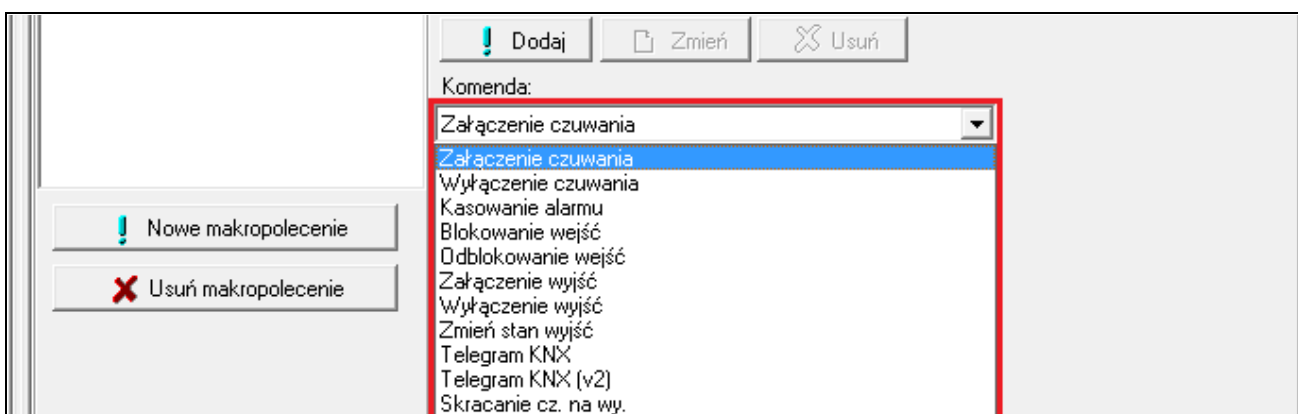 Dodaj Zmień Usuń
Komenda:
Załączenie czuwania
Załączenie czuwania
Wyłączenie czuwania
Kasowanie alarmu
Blokowanie wejść
Odblokowanie wejść
Załączenie wyjść
Wyłączenie wyjść
Zmień stan wyjść
Telegram KNX
Telegram KNX (v2)
Skracanie cz. na wy.
Nowe makropolecenie
Usuń makropolecenie